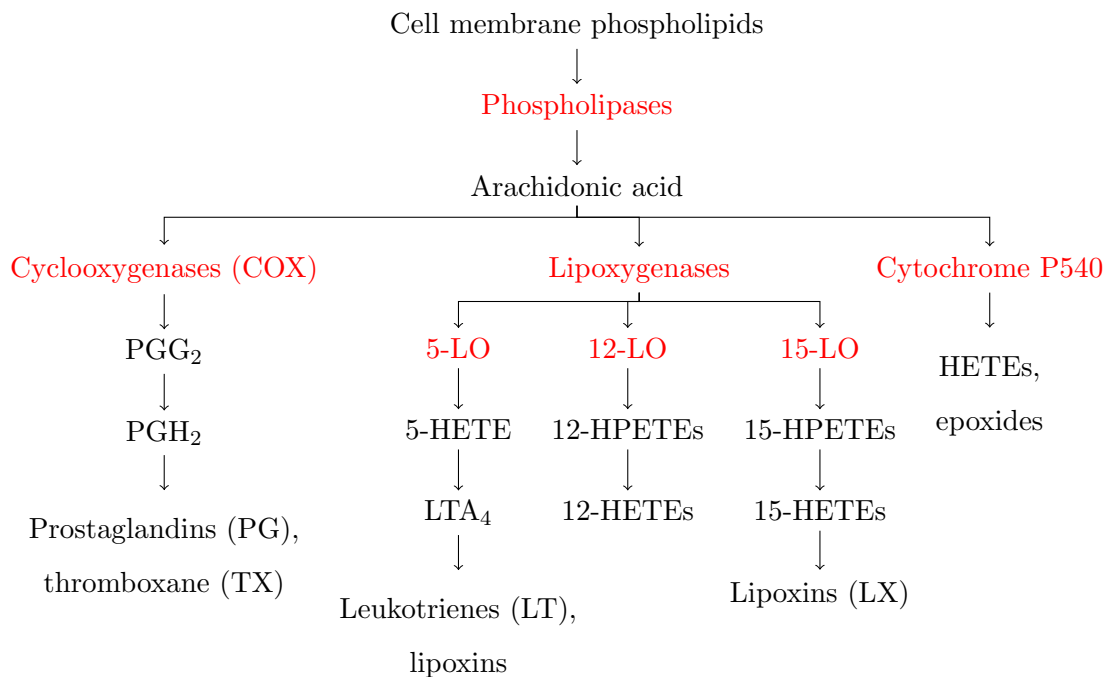 Cell membrane phospholipids
Phospholipases
Arachidonic acid
Cyclooxygenases (COX)
Lipoxygenases
Cytochrome P540
PGG₂
5-LO
12-LO
15-LO
HETEs,
epoxides
PGH₂
5-HETE
12-HPETEs
15-HPETEs
Prostaglandins (PG),
thromboxane (TX)
LTA₄
12-HETEs
15-HETEs
Leukotrienes (LT),
lipoxins
Lipoxins (LX)